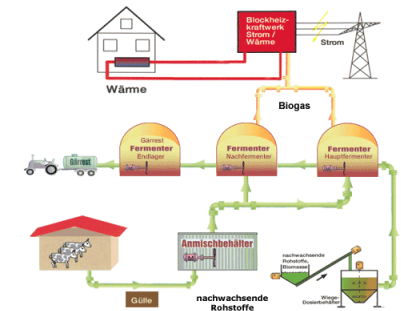 Blockheiz-
kraftwerk
Strom /
Wärme
Strom
Wärme
Biogas
Gärrest
Gärrest
Fermenter
Endlager
Fermenter
Nachfermenter
Fermenter
Hauptfermenter
Anmischbehälter
nachwachsende
Rohstoffe,
Biomasse
Gülle
nachwachsende
Rohstoffe
Wiege-
Dosierbehälter